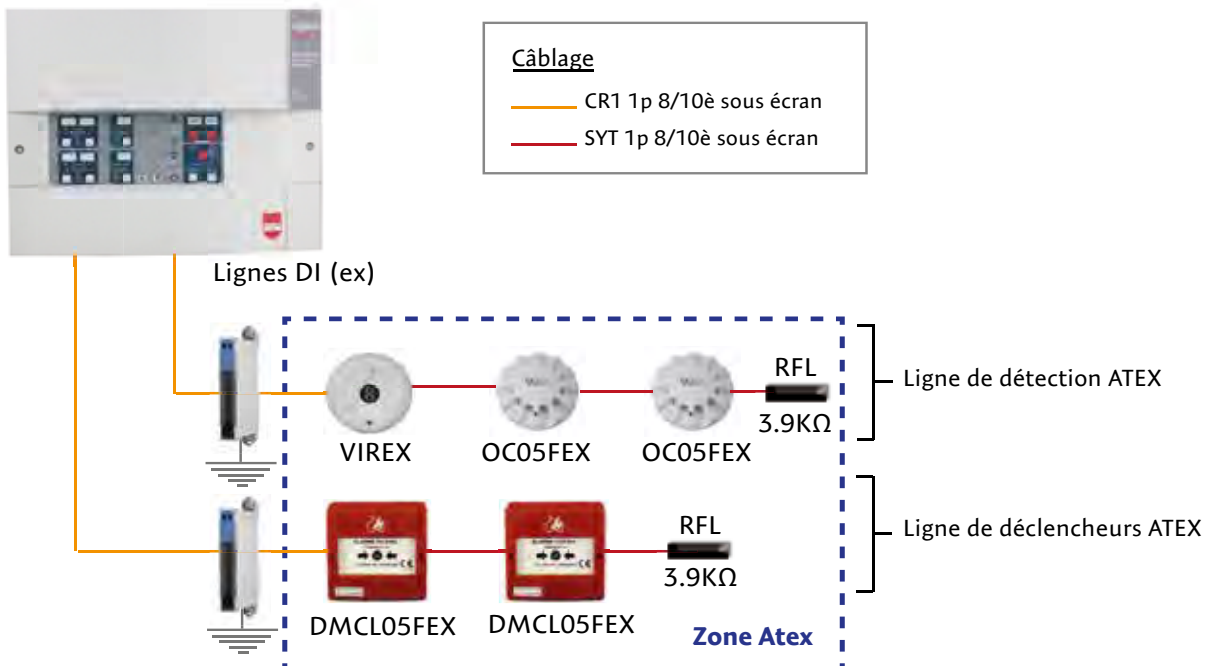 Câblage
CR1 1p 8/10è sous écran
SYT 1p 8/10è sous écran
Lignes DI (ex)
VIREX
OC05FEX
OC05FEX
RFL
3.9KΩ
Ligne de détection ATEX
DMCL05FEX
DMCL05FEX
RFL
3.9KΩ
Ligne de déclencheurs ATEX
Zone Atex